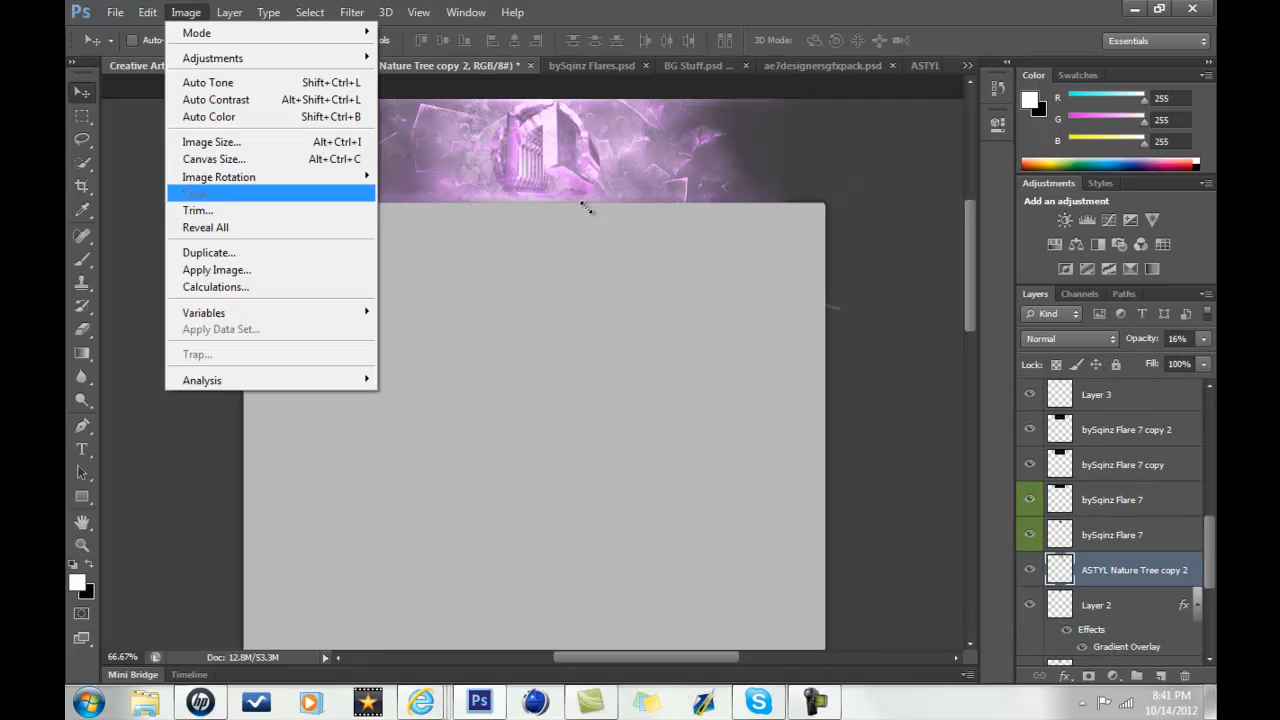 Ps File Edit Image Layer Type Select Filter 3D View Window Help
Auto- 3D Mode: Essentials
Creative Art Nature Tree copy 2, RGB/8#) * × bySqinz Flares.psd × BG Stuff.psd ... × ae7designersgfxpack.psd × ASTYL
Mode
Adjustments
Auto Tone Shift+Ctrl+L
Auto Contrast Alt+Shift+Ctrl+L
Auto Color Shift+Ctrl+B
Image Size... Alt+Ctrl+I
Canvas Size... Alt+Ctrl+C
Image Rotation
Trim...
Reveal All
Duplicate...
Apply Image...
Calculations...
Variables
Apply Data Set...
Trap...
Analysis
Color Swatches
R 255
G 255
B 255
Adjustments Styles
Add an adjustment
Layers Channels Paths
Kind
Normal Opacity: 16%
Lock: Fill: 100%
Layer 3
bySqinz Flare 7 copy 2
bySqinz Flare 7 copy
bySqinz Flare 7
bySqinz Flare 7
ASTYL Nature Tree copy 2
Layer 2 fx
Effects
Gradient Overlay
66.67% Doc: 12.8M/53.3M
Mini Bridge Timeline
8:41 PM
10/14/2012